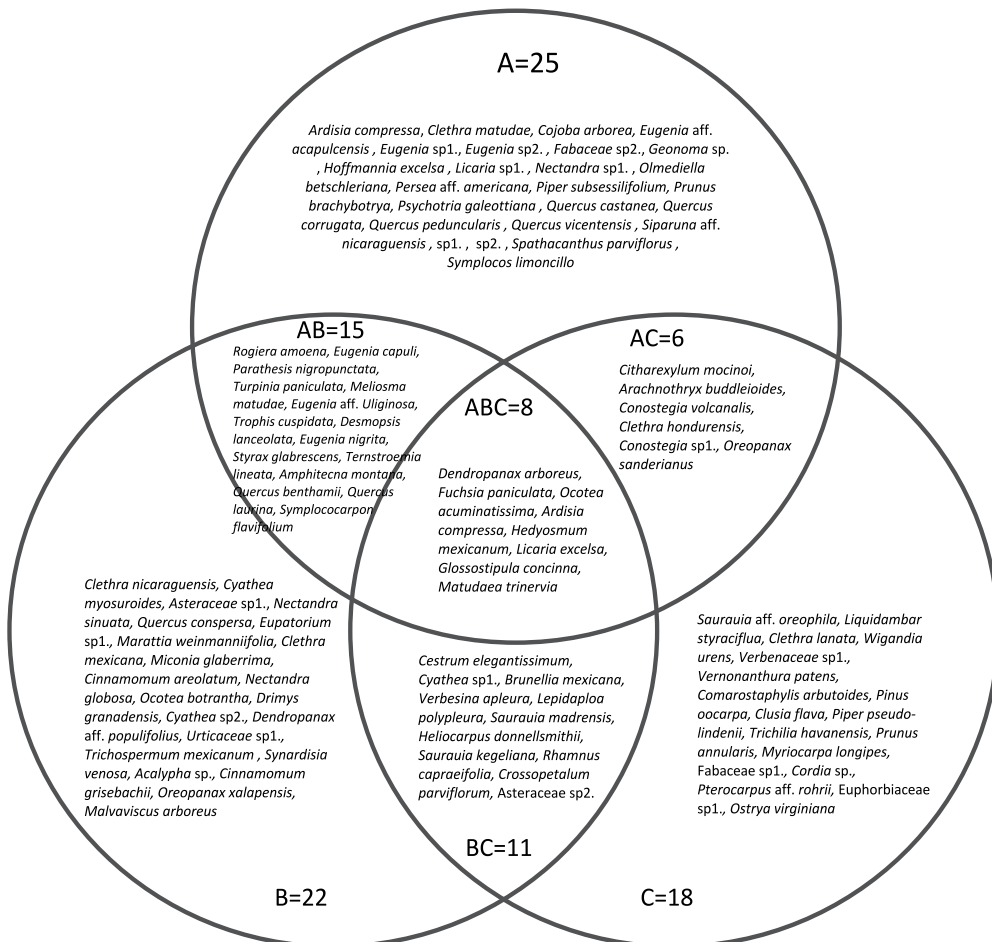 A=25
Ardisia compressa, Clethra matudae, Cojoba arborea, Eugenia aff.
acapulcensis , Eugenia sp1., Eugenia sp2. , Fabaceae sp2., Geonoma sp.
, Hoffmannia excelsa , Licaria sp1. , Nectandra sp1. , Olmediella
betschleriana, Persea aff. americana, Piper subsessilifolium, Prunus
brachybotrya, Psychotria galeottiana , Quercus castanea, Quercus
corrugata, Quercus peduncularis , Quercus vicentensis , Siparuna aff.
nicaraguensis , sp1. , sp2. , Spathacanthus parviflorus ,
Symplocos limoncillo
AB=15
Rogiera amoena, Eugenia capuli,
Parathesis nigropunctata,
Turpinia paniculata, Meliosma
matudae, Eugenia aff. Uliginosa,
Trophis cuspidata, Desmopsis
lanceolata, Eugenia nigrita,
Styrax glabrescens, Ternstroemia
lineata, Amphitecna montana,
Quercus benthamii, Quercus
laurina, Symplococarpon
flavifolium
AC=6
Citharexylum mocinoi,
Arachnothryx buddleioides,
Conostegia volcanalis,
Clethra hondurensis,
Conostegia sp1., Oreopanax
sanderianus
ABC=8
Dendropanax arboreus,
Fuchsia paniculata, Ocotea
acuminatissima, Ardisia
compressa, Hedyosmum
mexicanum, Licaria excelsa,
Glossostipula concinna,
Matudaea trinervia
Clethra nicaraguensis, Cyathea
myosuroides, Asteraceae sp1., Nectandra
sinuata, Quercus conspersa, Eupatorium
sp1., Marattia weinmanniifolia, Clethra
mexicana, Miconia glaberrima,
Cinnamomum areolatum, Nectandra
globosa, Ocotea botrantha, Drimys
granadensis, Cyathea sp2., Dendropanax
aff. populifolius, Urticaceae sp1.,
Trichospermum mexicanum , Synardisia
venosa, Acalypha sp., Cinnamomum
grisebachii, Oreopanax xalapensis,
Malvaviscus arboreus
B=22
Cestrum elegantissimum,
Cyathea sp1., Brunellia mexicana,
Verbesina apleura, Lepidaploa
polypleura, Saurauia madrensis,
Heliocarpus donnellsmithii,
Saurauia kegeliana, Rhamnus
capraeifolia, Crossopetalum
parviflorum, Asteraceae sp2.
BC=11
Saurauia aff. oreophila, Liquidambar
styraciflua, Clethra lanata, Wigandia
urens, Verbenaceae sp1.,
Vernonanthura patens,
Comarostaphylis arbutoides, Pinus
oocarpa, Clusia flava, Piper pseudo-
lindenii, Trichilia havanensis, Prunus
annularis, Myriocarpa longipes,
Fabaceae sp1., Cordia sp.,
Pterocarpus aff. rohrii, Euphorbiaceae
sp1., Ostrya virginiana
C=18